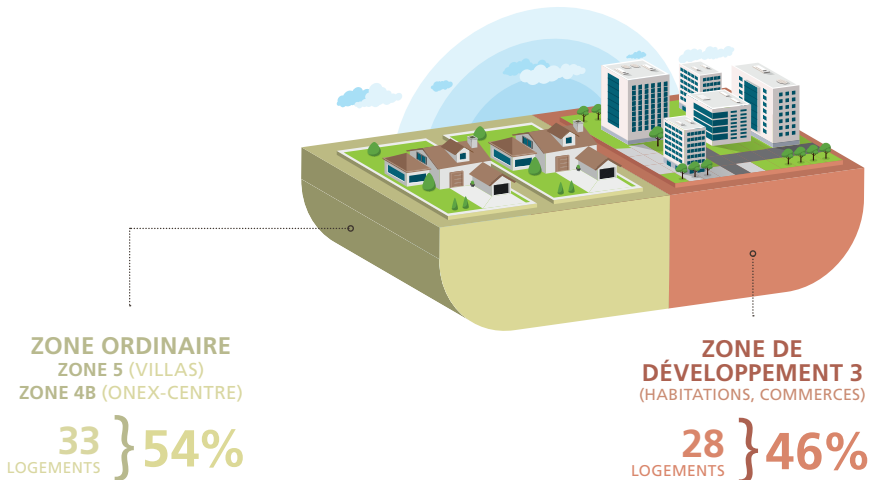 ZONE ORDINAIRE
ZONE 5 (VILLAS)
ZONE 4B (ONEX-CENTRE)
33
LOGEMENTS
} 54%
ZONE DE
DÉVELOPPEMENT 3
(HABITATIONS, COMMERCES)
28
LOGEMENTS
} 46%